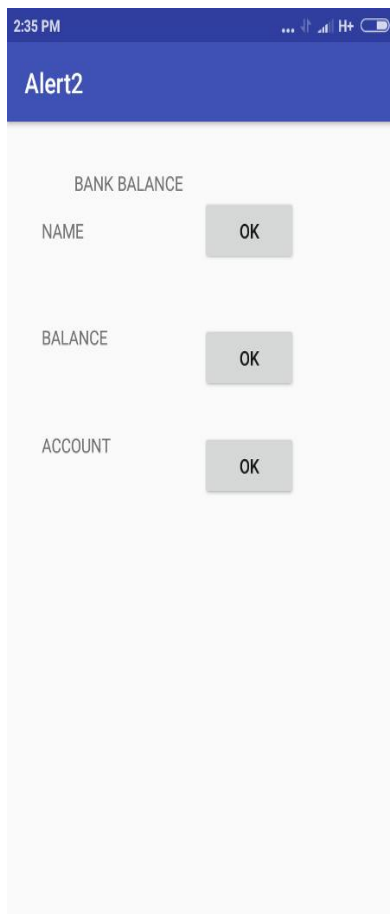 2:35 PM ... H+
Alert2
BANK BALANCE
NAME OK
BALANCE
OK
ACCOUNT
OK